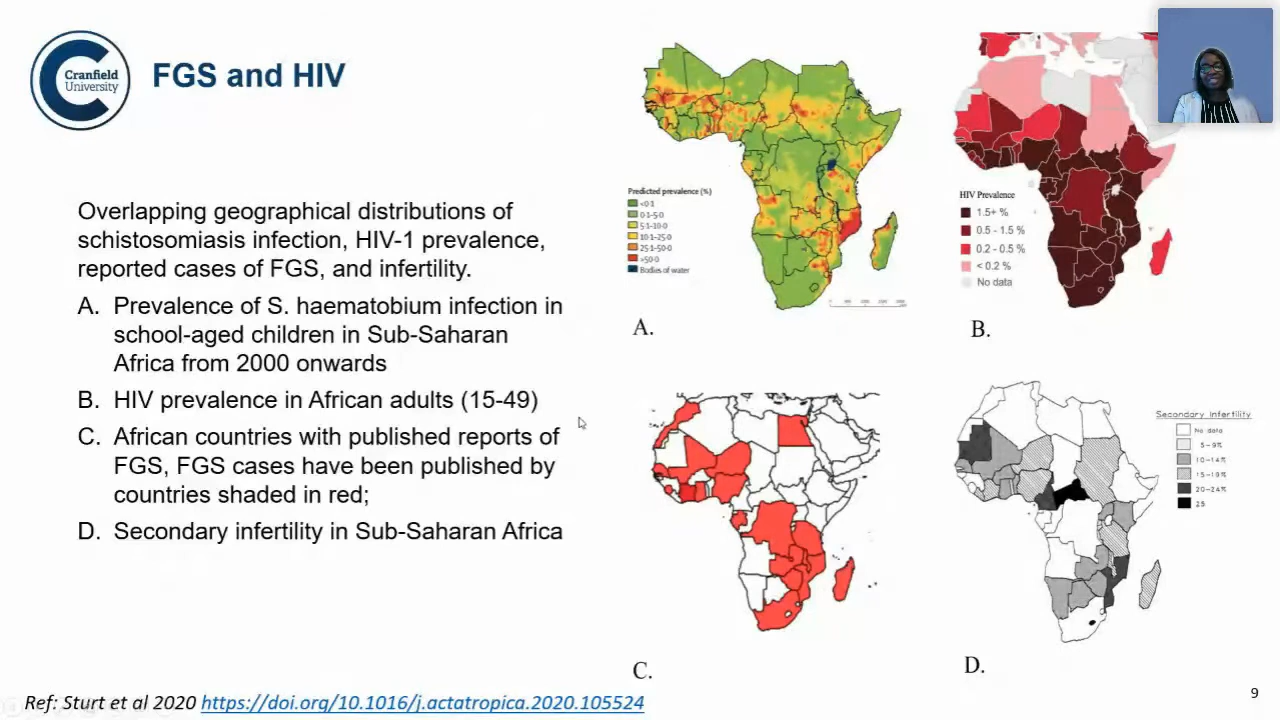 Cranfield
University
FGS and HIV
Overlapping geographical distributions of
schistosomiasis infection, HIV-1 prevalence,
reported cases of FGS, and infertility.
A. Prevalence of S. haematobium infection in
school-aged children in Sub-Saharan
Africa from 2000 onwards
B. HIV prevalence in African adults (15-49)
C. African countries with published reports of
FGS, FGS cases have been published by
countries shaded in red;
D. Secondary infertility in Sub-Saharan Africa
Predicted prevalence (%)
<0·1
0·1-5·0
5·1-10·0
10·1-25·0
25·1-50·0
>50·0
Bodies of water
A.
HIV Prevalence
1.5+ %
0.5 - 1.5 %
0.2 - 0.5 %
< 0.2 %
No data
B.
C.
Secondary Infertility
No data
5-9%
10-14%
15-19%
20-24%
25
D.
Ref: Sturt et al 2020 https://doi.org/10.1016/j.actatropica.2020.105524
9